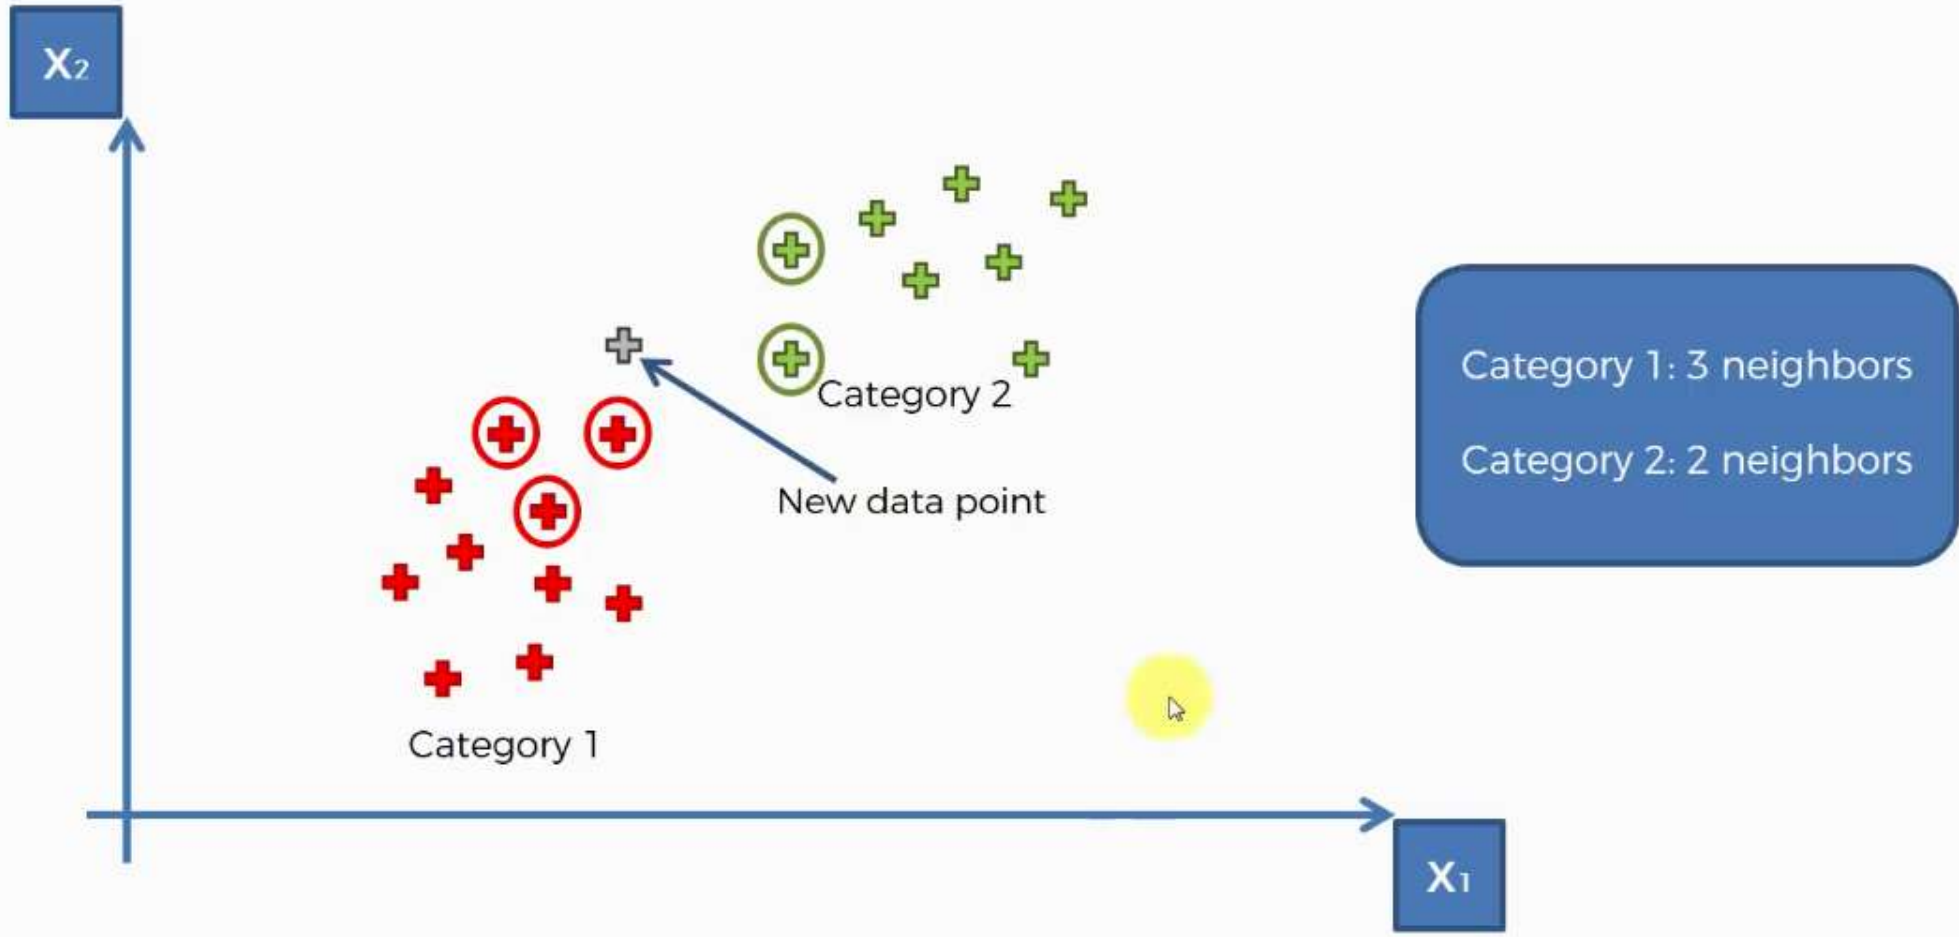 X2
Category 2
New data point
Category 1: 3 neighbors
Category 2: 2 neighbors
Category 1
X1